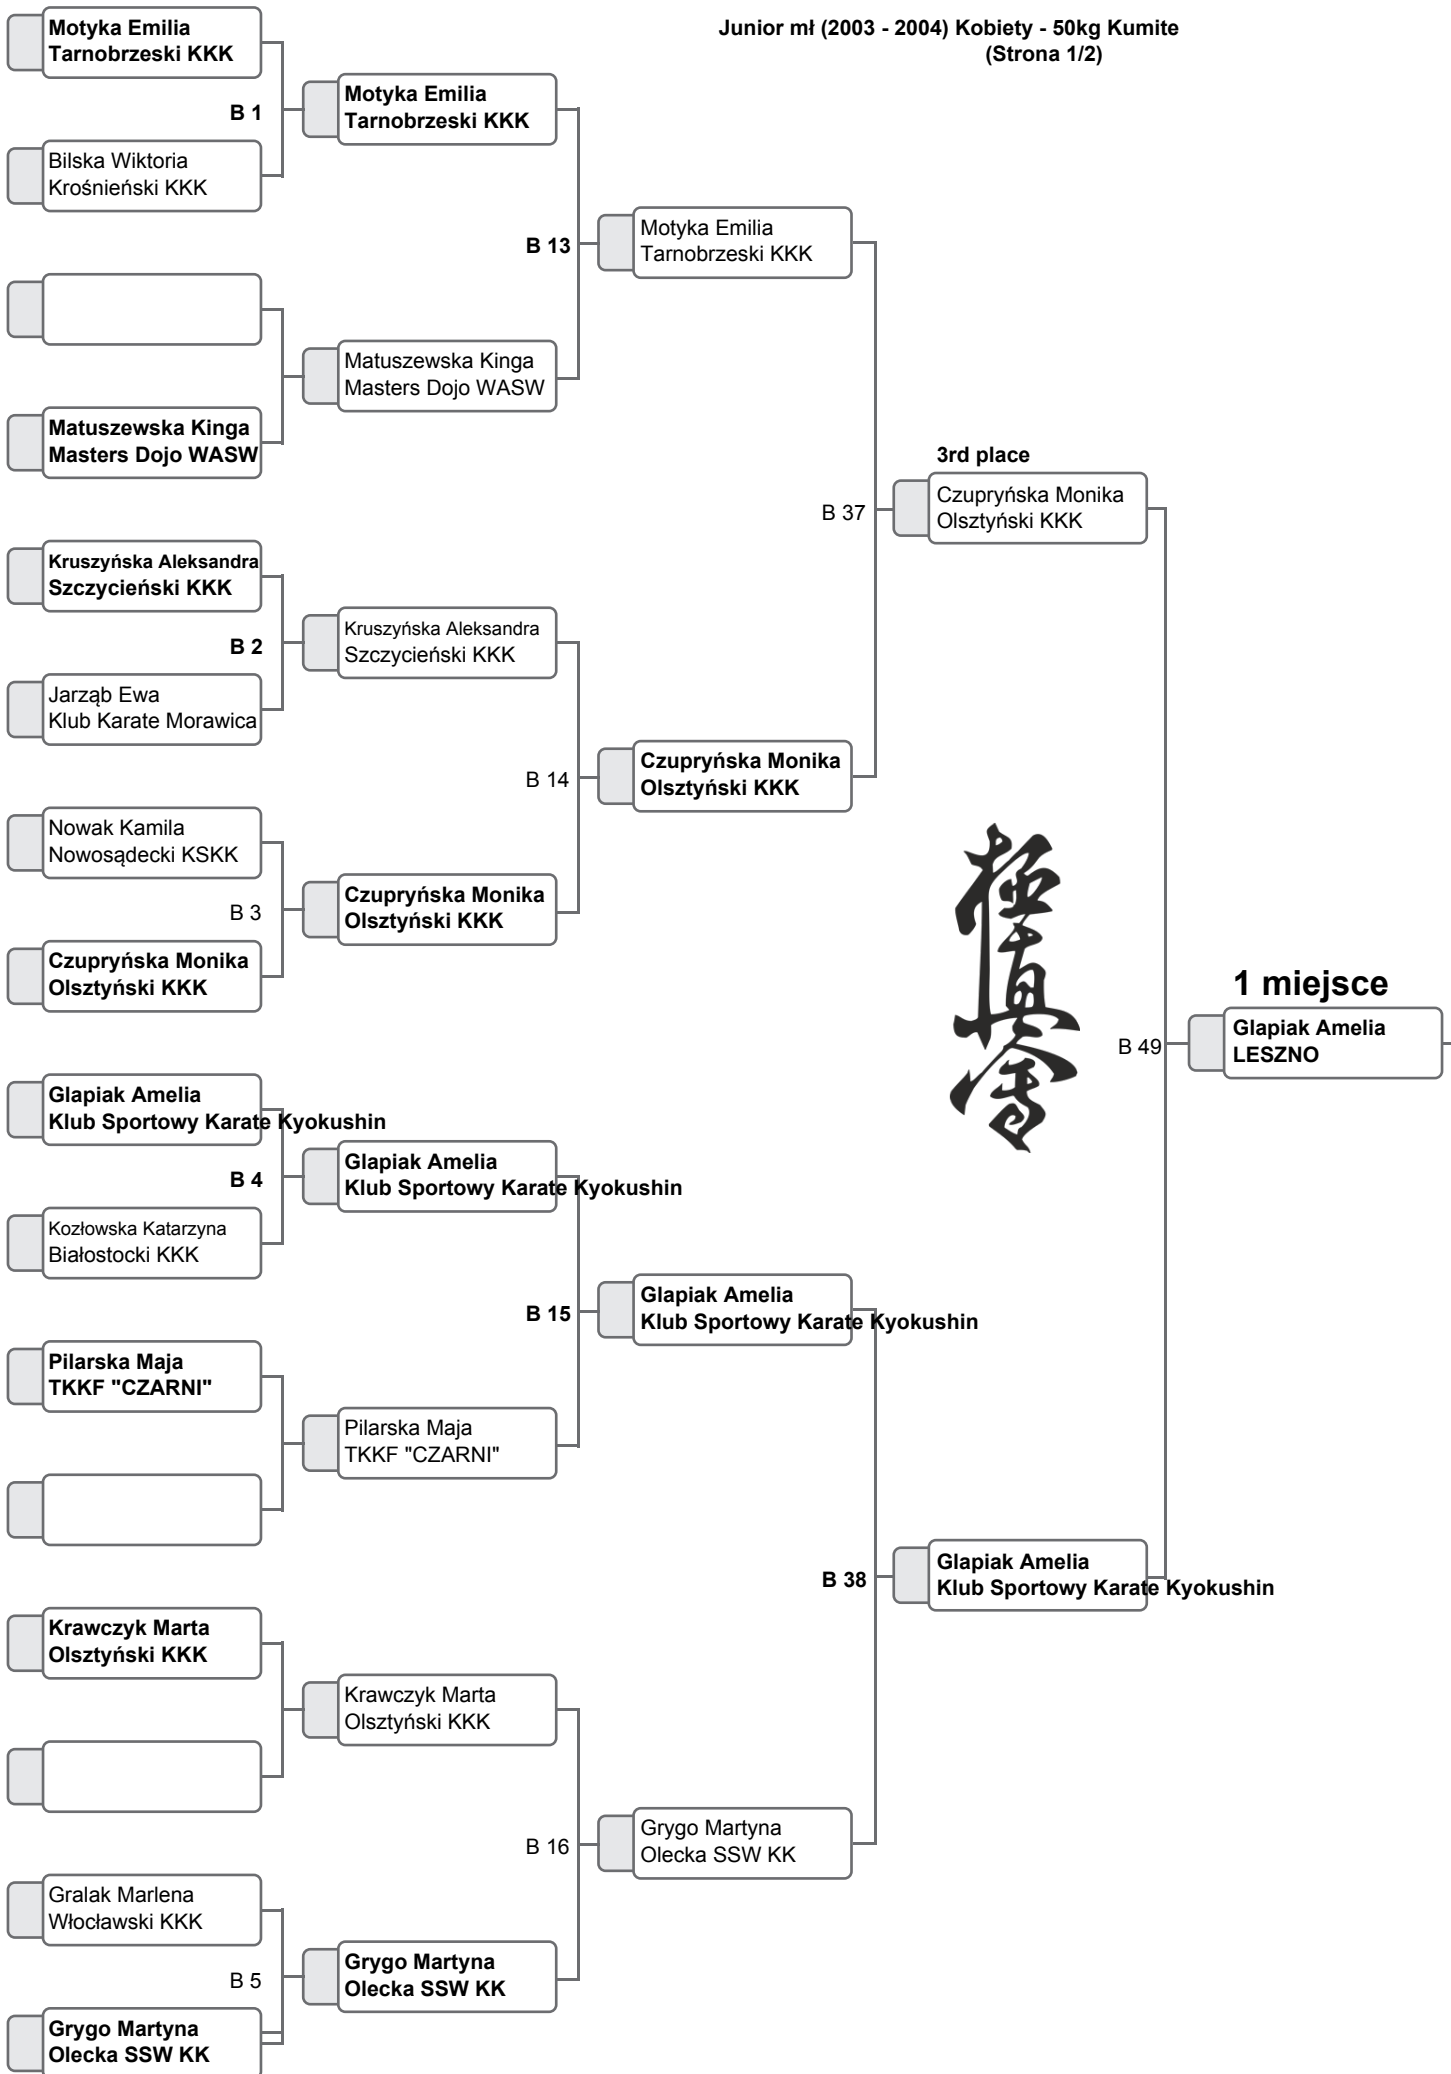 Junior mł (2003 - 2004) Kobiety - 50kg Kumite
(Strona 1/2)
Motyka Emilia
Tarnobrzeski KKK
B 1
Bilska Wiktoria
Krośnieński KKK
Matuszewska Kinga
Masters Dojo WASW
Kruszyńska Aleksandra
Szczycieński KKK
B 2
Jarząb Ewa
Klub Karate Morawica
Nowak Kamila
Nowosądecki KSKK
B 3
Czupryńska Monika
Olsztyński KKK
Glapiak Amelia
Klub Sportowy Karate Kyokushin
B 4
Kozłowska Katarzyna
Białostocki KKK
Pilarska Maja
TKKF "CZARNI"
Krawczyk Marta
Olsztyński KKK
Gralak Marlena
Włocławski KKK
B 5
Grygo Martyna
Olecka SSW KK
Motyka Emilia
Tarnobrzeski KKK
B 13
Matuszewska Kinga
Masters Dojo WASW
Kruszyńska Aleksandra
Szczycieński KKK
B 14
Czupryńska Monika
Olsztyński KKK
Glapiak Amelia
Klub Sportowy Karate Kyokushin
B 15
Pilarska Maja
TKKF "CZARNI"
Krawczyk Marta
Olsztyński KKK
B 16
Grygo Martyna
Olecka SSW KK
Motyka Emilia
Tarnobrzeski KKK
B 37
Czupryńska Monika
Olsztyński KKK
Glapiak Amelia
Klub Sportowy Karate Kyokushin
B 38
Grygo Martyna
Olecka SSW KK
3rd place
Czupryńska Monika
Olsztyński KKK
極真會
B 49
Glapiak Amelia
Klub Sportowy Karate Kyokushin
1 miejsce
Glapiak Amelia
LESZNO